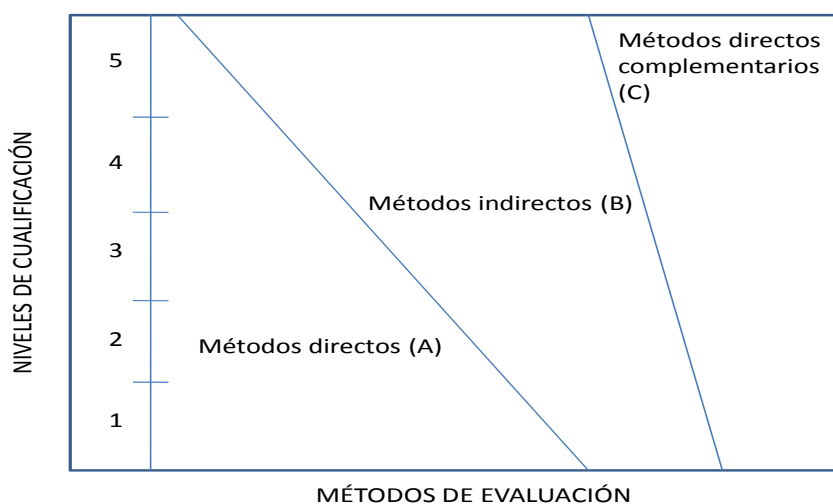 NIVELES DE CUALIFICACIÓN
5
4
3
2
1
Métodos directos
complementarios
(C)
Métodos indirectos (B)
Métodos directos (A)
MÉTODOS DE EVALUACIÓN